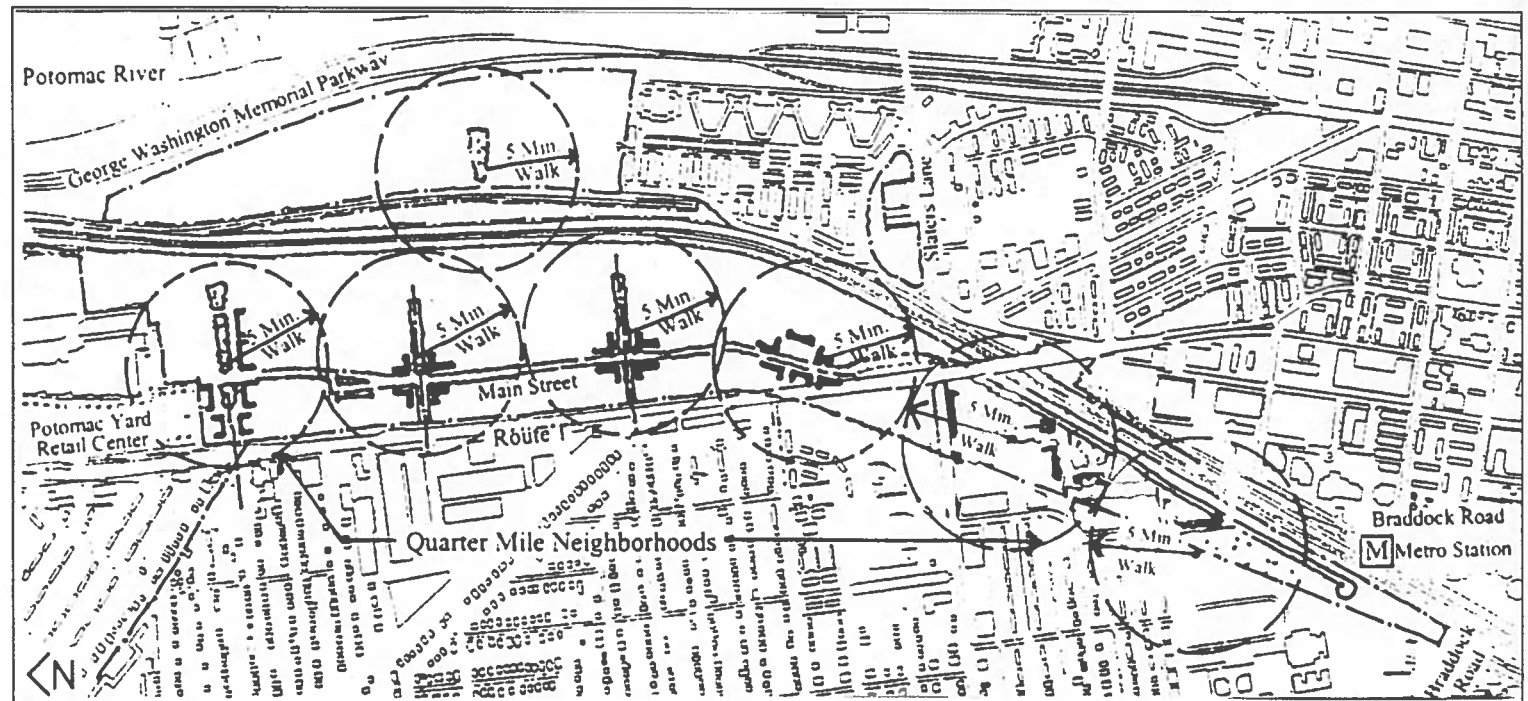 Potomac River
George Washington Memorial Parkway
5 Min
Walk
Slaters Lane
5 Min.
Walk
5 Min
Walk
5 Min.
Walk
5 Min.
Walk
Main Street
Potomac Yard
Retail Center
Route 1
5 Min
Walk
Quarter Mile Neighborhoods
5 Min
Walk
Braddock Road
M Metro Station
Braddock
Road
N